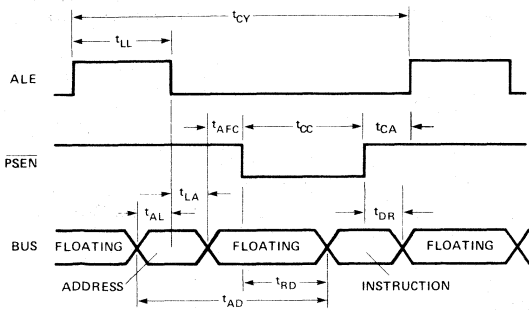 tCY
tLL
ALE
tAFC
tCC
tCA
PSEN
tLA
tAL
tDR
BUS
FLOATING
FLOATING
FLOATING
ADDRESS
tRD
INSTRUCTION
tAD